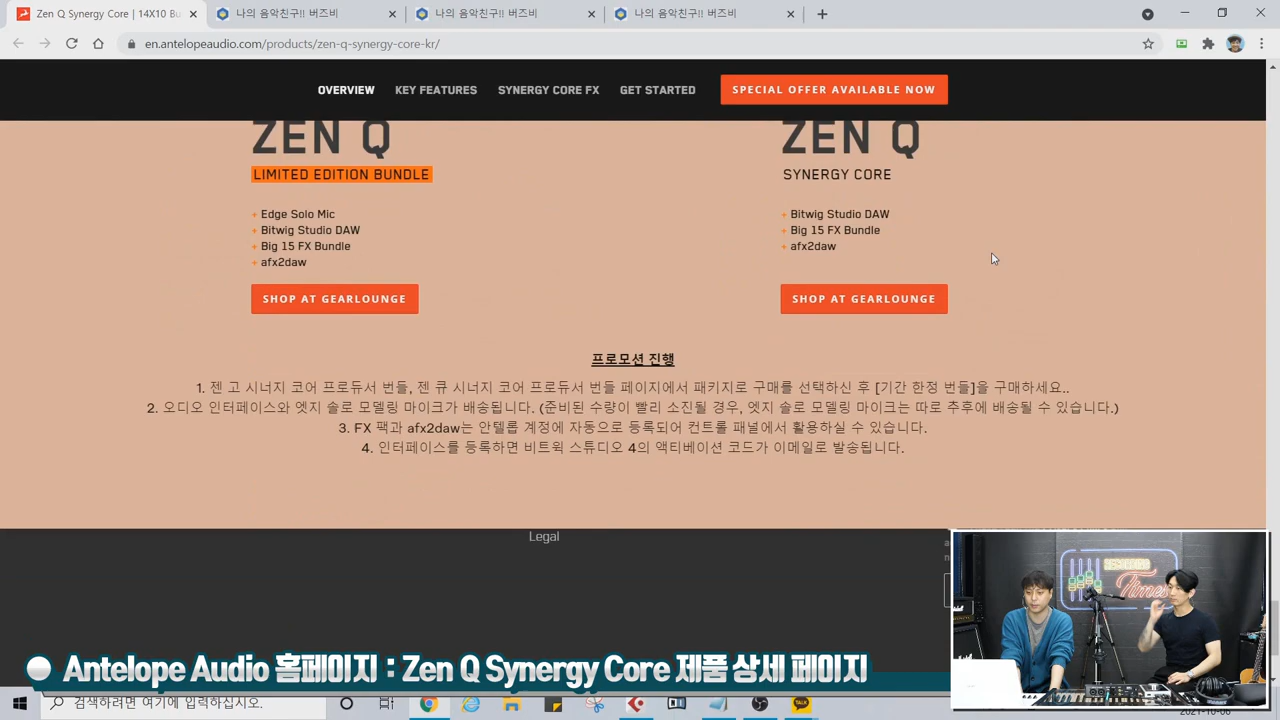 Zen Q Synergy Core | 14X10 Bu
나의 음악친구!! 버즈비
나의 음악친구!! 버즈비
나의 음악친구!! 버즈비
en.antelopeaudio.com/products/zen-q-synergy-core-kr/
OVERVIEW
KEY FEATURES
SYNERGY CORE FX
GET STARTED
SPECIAL OFFER AVAILABLE NOW
ZEN Q
LIMITED EDITION BUNDLE
+ Edge Solo Mic
+ Bitwig Studio DAW
+ Big 15 FX Bundle
+ afx2daw
SHOP AT GEARLOUNGE
ZEN Q
SYNERGY CORE
+ Bitwig Studio DAW
+ Big 15 FX Bundle
+ afx2daw
SHOP AT GEARLOUNGE
프로모션 진행
1. 젠 고 시너지 코어 프로듀서 번들, 젠 큐 시너지 코어 프로듀서 번들 페이지에서 패키지로 구매를 선택하신 후 [기간 한정 번들]을 구매하세요..
2. 오디오 인터페이스와 엣지 솔로 모델링 마이크가 배송됩니다. (준비된 수량이 빨리 소진될 경우, 엣지 솔로 모델링 마이크는 따로 추후에 배송될 수 있습니다.)
3. FX 팩과 afx2daw는 안텔롭 계정에 자동으로 등록되어 컨트롤 패널에서 활용하실 수 있습니다.
4. 인터페이스를 등록하면 비트윅 스튜디오 4의 액티베이션 코드가 이메일로 발송됩니다.
Legal
RECORDING
Times
Antelope Audio 홈페이지 : Zen Q Synergy Core 제품 상세 페이지
검색하려면 여기에 입력하십시오.
TALK